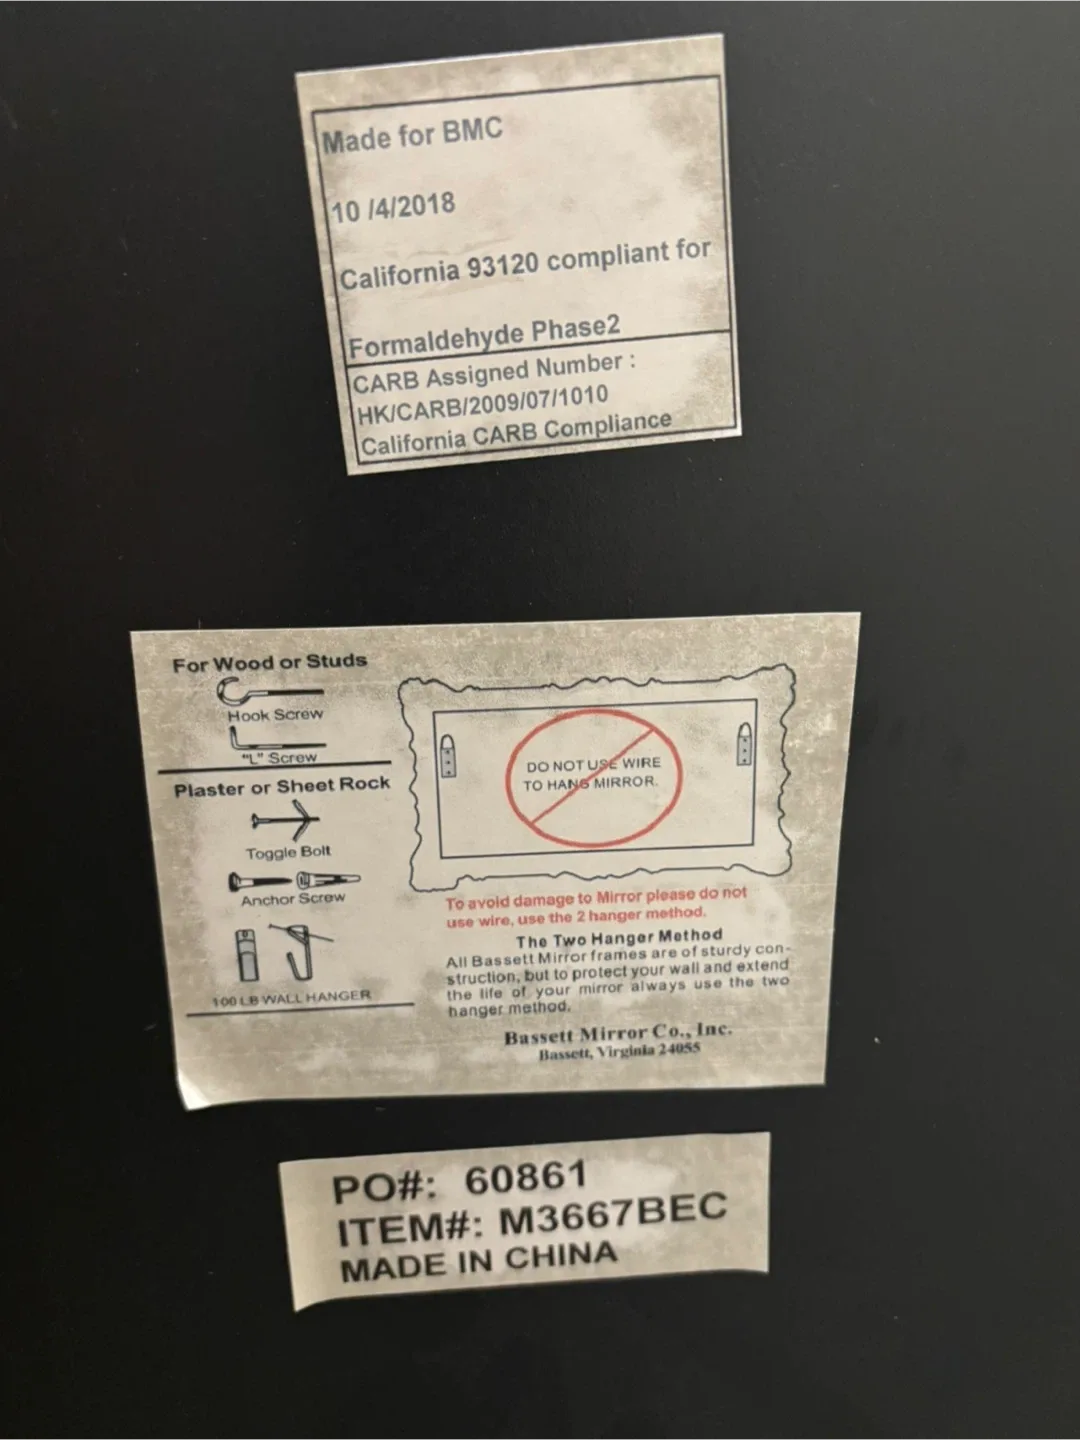 Made for BMC
10 /4/2018
California 93120 compliant for
Formaldehyde Phase2
CARB Assigned Number :
HK/CARB/2009/07/1010
California CARB Compliance
For Wood or Studs
Hook Screw
"L" Screw
Plaster or Sheet Rock
Toggle Bolt
Anchor Screw
100 LB WALL HANGER
DO NOT USE WIRE
TO HANG MIRROR.
To avoid damage to Mirror please do not
use wire, use the 2 hanger method.
The Two Hanger Method
All Bassett Mirror frames are of sturdy con-
struction, but to protect your wall and extend
the life of your mirror always use the two
hanger method.
Bassett Mirror Co., Inc.
Bassett, Virginia 24055
PO#: 60861
ITEM#: M3667BEC
MADE IN CHINA